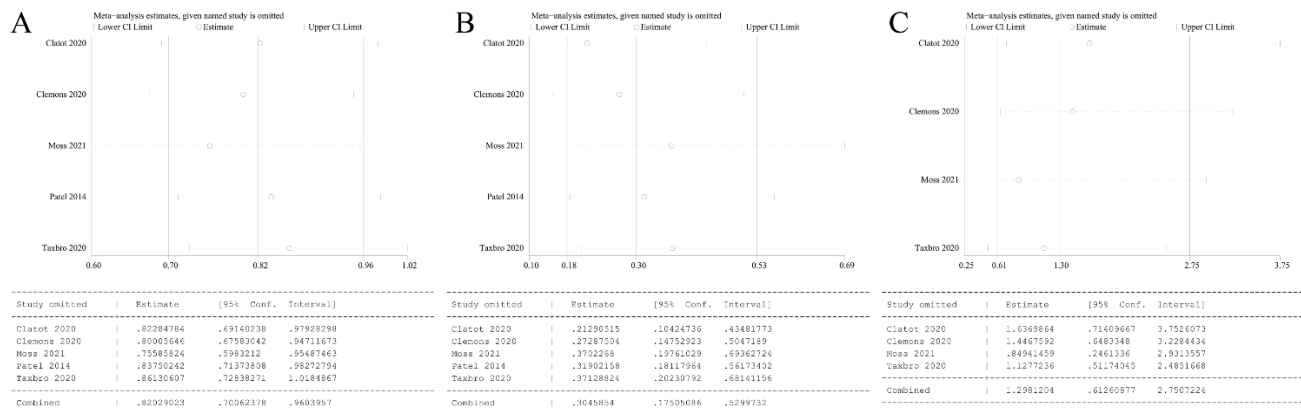 A
Meta-analysis estimates, given named study is omitted
Lower CI Limit Estimate Upper CI Limit
Clatot 2020
Clemons 2020
Moss 2021
Patel 2014
Taxbro 2020
0.60 0.70 0.82 0.96 1.02
Study omitted | Estimate [95% Conf. Interval]
Clatot 2020 | .82284784 .69140238 .97928298
Clemons 2020 | .80005646 .67583042 .94711673
Moss 2021 | .75585824 .5983212 .95487463
Patel 2014 | .83750242 .71373808 .98272794
Taxbro 2020 | .86130607 .72838271 1.0184867
Combined | .82029023 .70062378 .9603957
B
Meta-analysis estimates, given named study is omitted
Lower CI Limit Estimate Upper CI Limit
Clatot 2020
Clemons 2020
Moss 2021
Patel 2014
Taxbro 2020
0.10 0.18 0.30 0.53 0.69
Study omitted | Estimate [95% Conf. Interval]
Clatot 2020 | .21290515 .10424736 .43481773
Clemons 2020 | .27287504 .14752923 .5047189
Moss 2021 | .3702268 .19761029 .69362724
Patel 2014 | .31902158 .18117964 .56173402
Taxbro 2020 | .37128824 .20230792 .68141156
Combined | .3045854 .17505086 .5299732
C
Meta-analysis estimates, given named study is omitted
Lower CI Limit Estimate Upper CI Limit
Clatot 2020
Clemons 2020
Moss 2021
Taxbro 2020
0.25 0.61 1.30 2.75 3.75
Study omitted | Estimate [95% Conf. Interval]
Clatot 2020 | 1.6369864 .71409667 3.7526073
Clemons 2020 | 1.4467592 .6483348 3.2284434
Moss 2021 | .84941459 .2461336 2.9313557
Taxbro 2020 | 1.1277236 .51174045 2.4851668
Combined | 1.2981204 .61260877 2.7507224